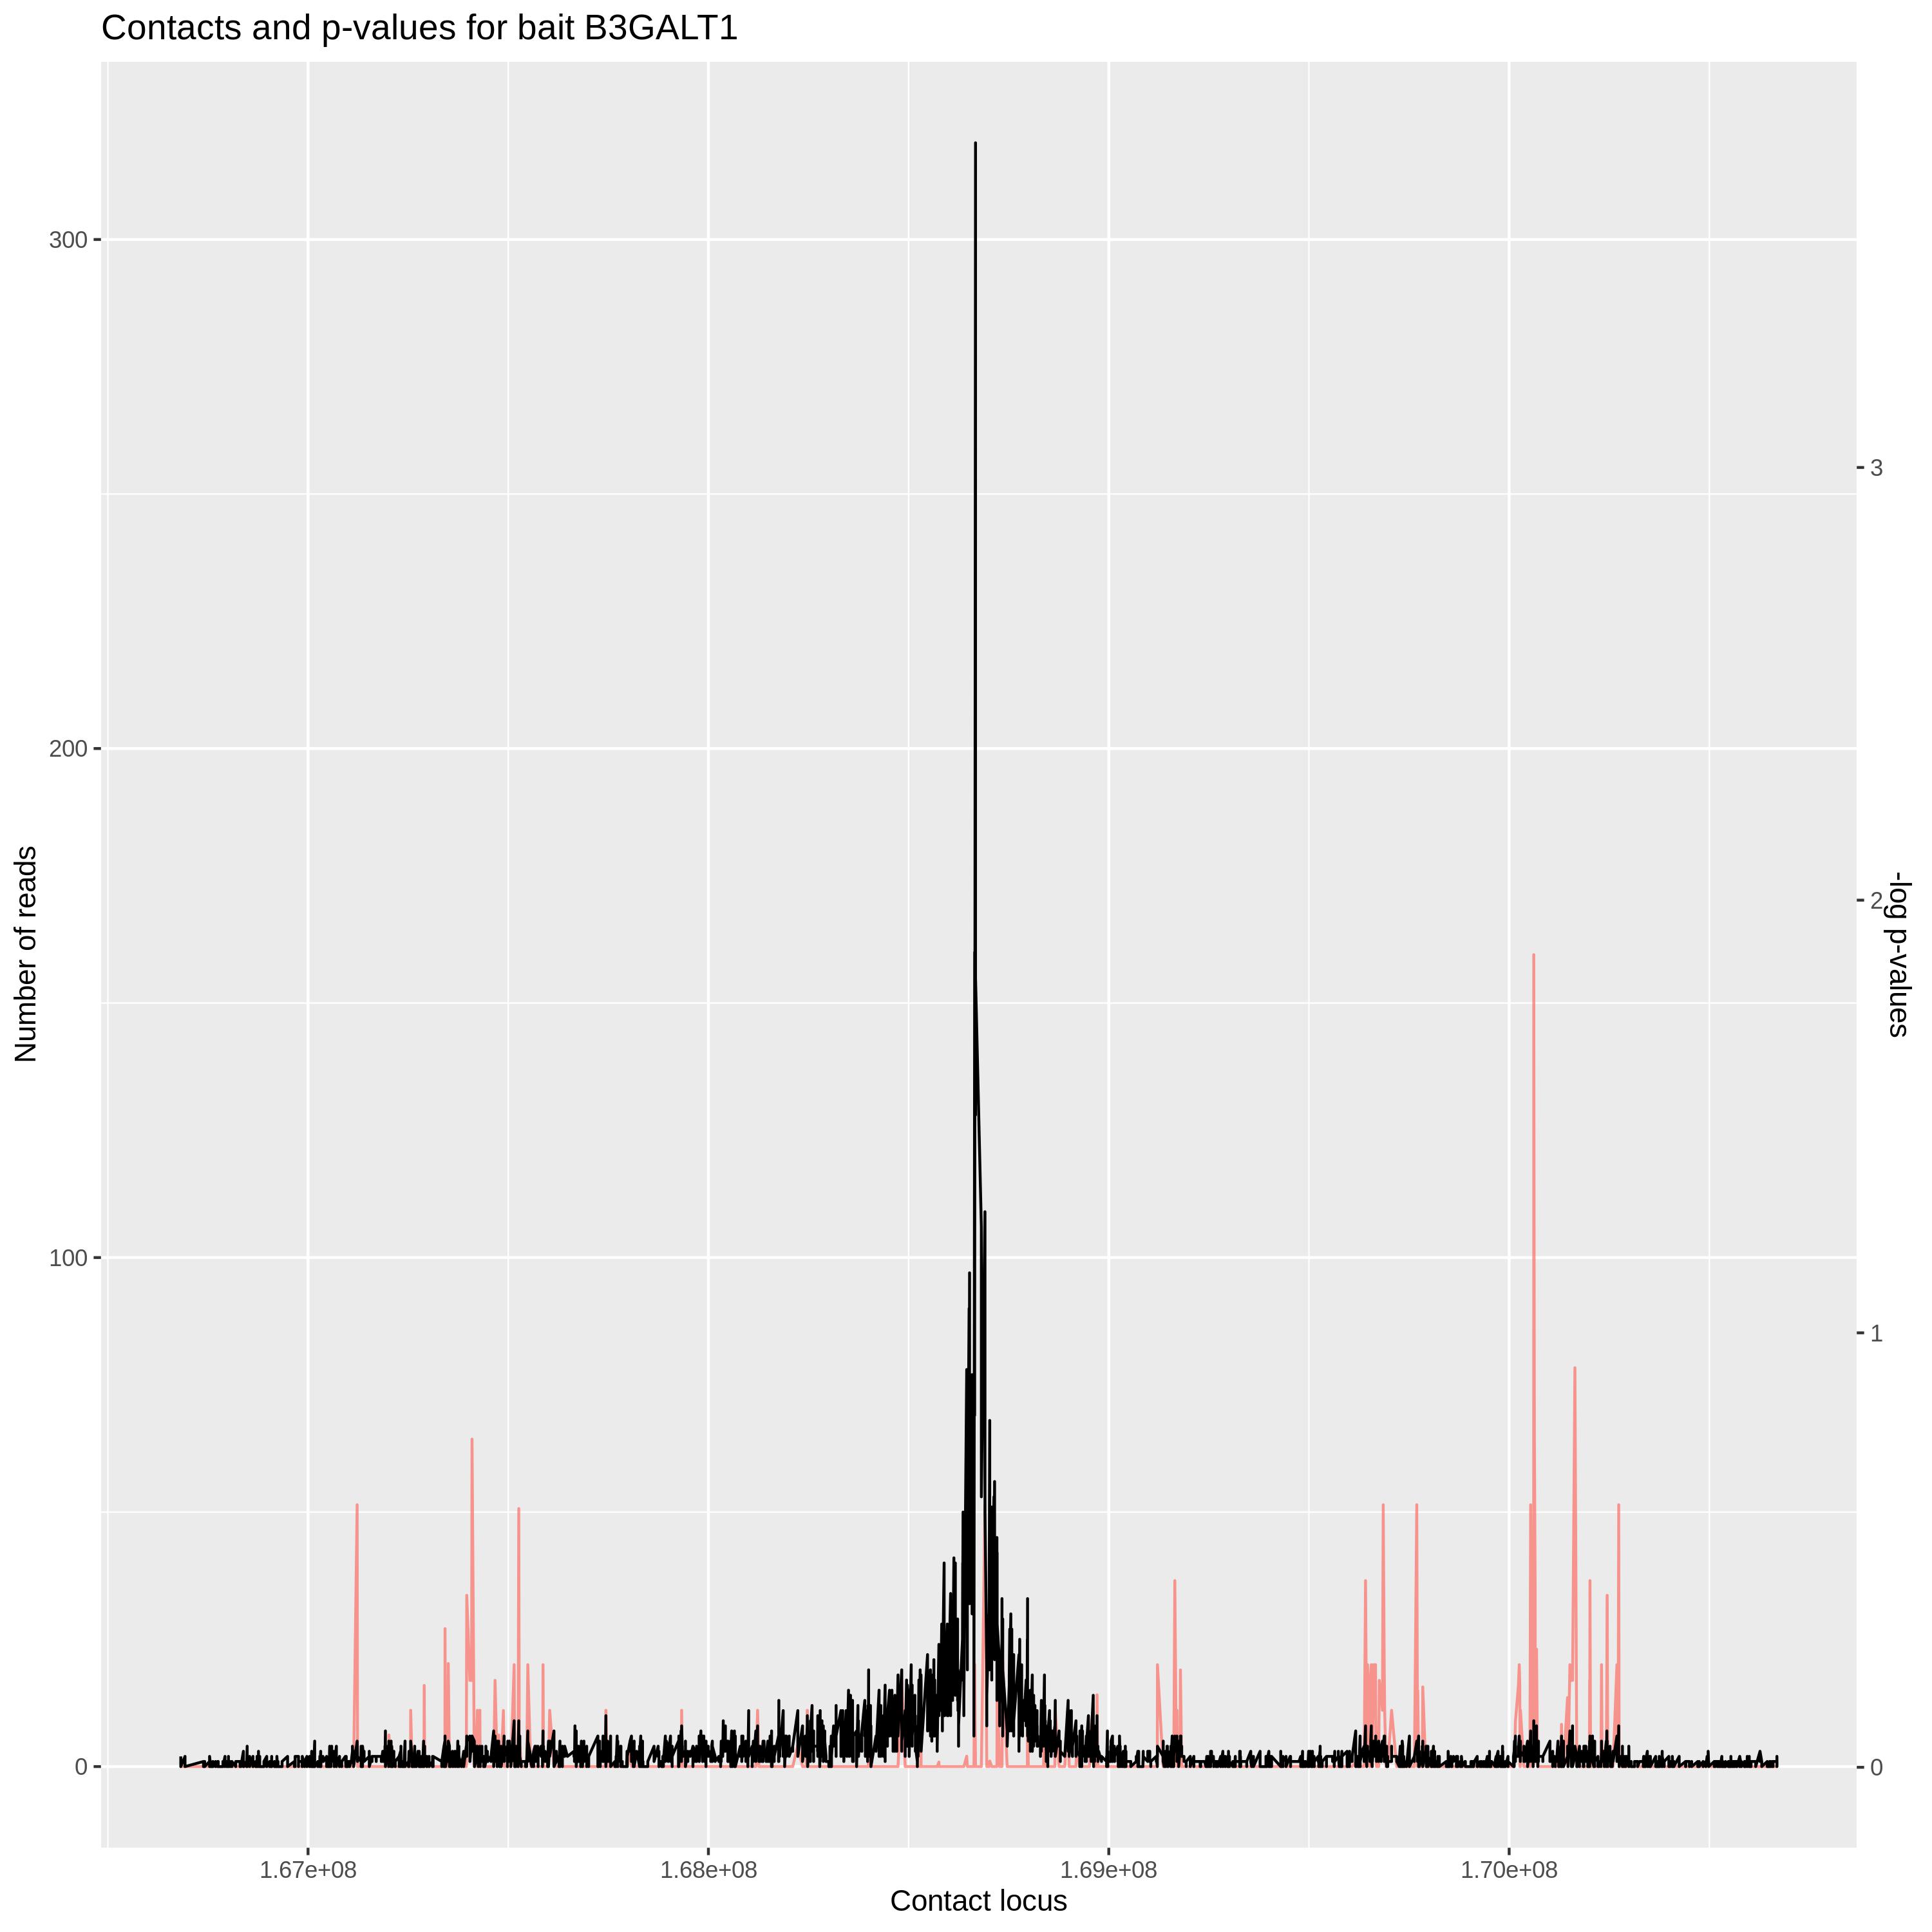 Contacts and p-values for bait B3GALT1
300
200
100
0
Number of reads
3
2
1
0
-log p-values
1.67e+08
1.68e+08
1.69e+08
1.70e+08
Contact locus